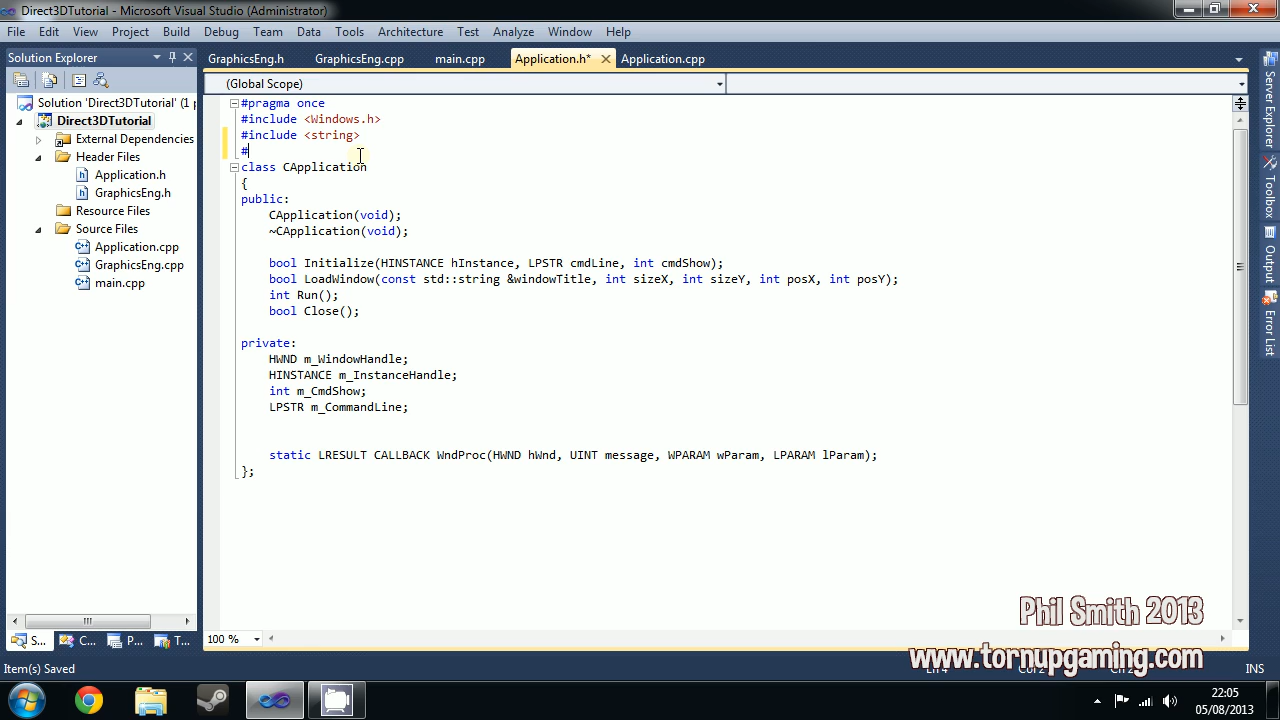 Direct3DTutorial - Microsoft Visual Studio (Administrator)
File Edit View Project Build Debug Team Data Tools Architecture Test Analyze Window Help
Solution Explorer
GraphicsEng.h GraphicsEng.cpp main.cpp Application.h* Application.cpp
(Global Scope)
Solution 'Direct3DTutorial' (1 p
Direct3DTutorial
External Dependencies
Header Files
Application.h
GraphicsEng.h
Resource Files
Source Files
Application.cpp
GraphicsEng.cpp
main.cpp
#pragma once
#include <Windows.h>
#include <string>
#
class CApplication
{
public:
CApplication(void);
~CApplication(void);
bool Initialize(HINSTANCE hInstance, LPSTR cmdLine, int cmdShow);
bool LoadWindow(const std::string &windowTitle, int sizeX, int sizeY, int posX, int posY);
int Run();
bool Close();
private:
HWND m_WindowHandle;
HINSTANCE m_InstanceHandle;
int m_CmdShow;
LPSTR m_CommandLine;
static LRESULT CALLBACK WndProc(HWND hWnd, UINT message, WPARAM wParam, LPARAM lParam);
};
Server Explorer
Toolbox
Output
Error List
S... C... P... T...
100 %
Phil Smith 2013
www.tornupgaming.com
Item(s) Saved Ln 4 Col 2 Ch 2 INS
22:05
05/08/2013